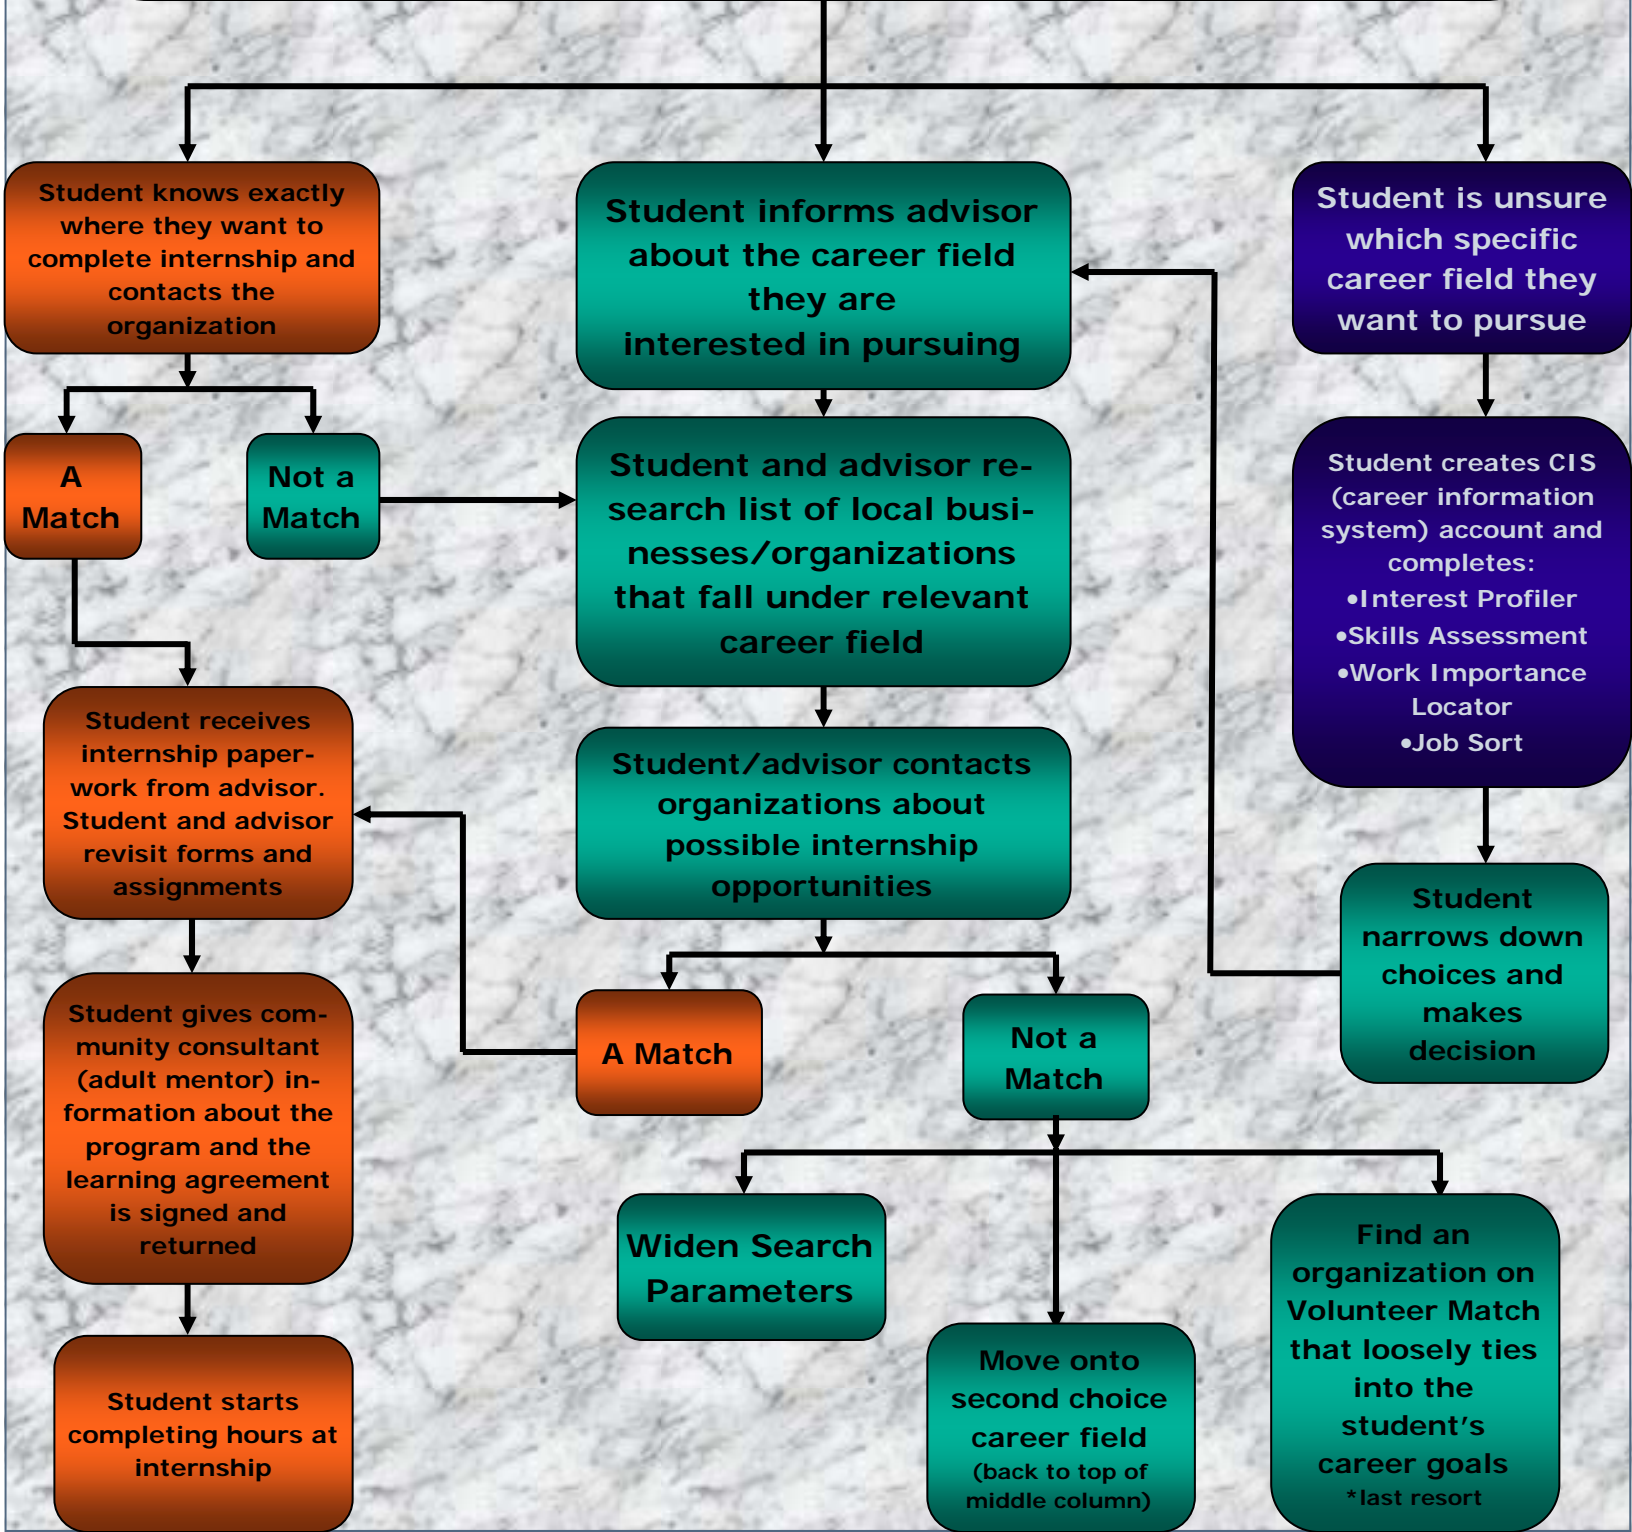 Student knows exactly
where they want to
complete internship and
contacts the
organization
Student informs advisor
about the career field
they are
interested in pursuing
Student is unsure
which specific
career field they
want to pursue
A
Match
Not a
Match
Student and advisor re-
search list of local busi-
nesses/organizations
that fall under relevant
career field
Student creates CIS
(career information
system) account and
completes:
•Interest Profiler
•Skills Assessment
•Work Importance
Locator
•Job Sort
Student receives
internship paper-
work from advisor.
Student and advisor
revisit forms and
assignments
Student/advisor contacts
organizations about
possible internship
opportunities
Student
narrows down
choices and
makes
decision
Student gives com-
munity consultant
(adult mentor) in-
formation about the
program and the
learning agreement
is signed and
returned
A Match
Not a
Match
Widen Search
Parameters
Move onto
second choice
career field
(back to top of
middle column)
Find an
organization on
Volunteer Match
that loosely ties
into the
student's
career goals
*last resort
Student starts
completing hours at
internship